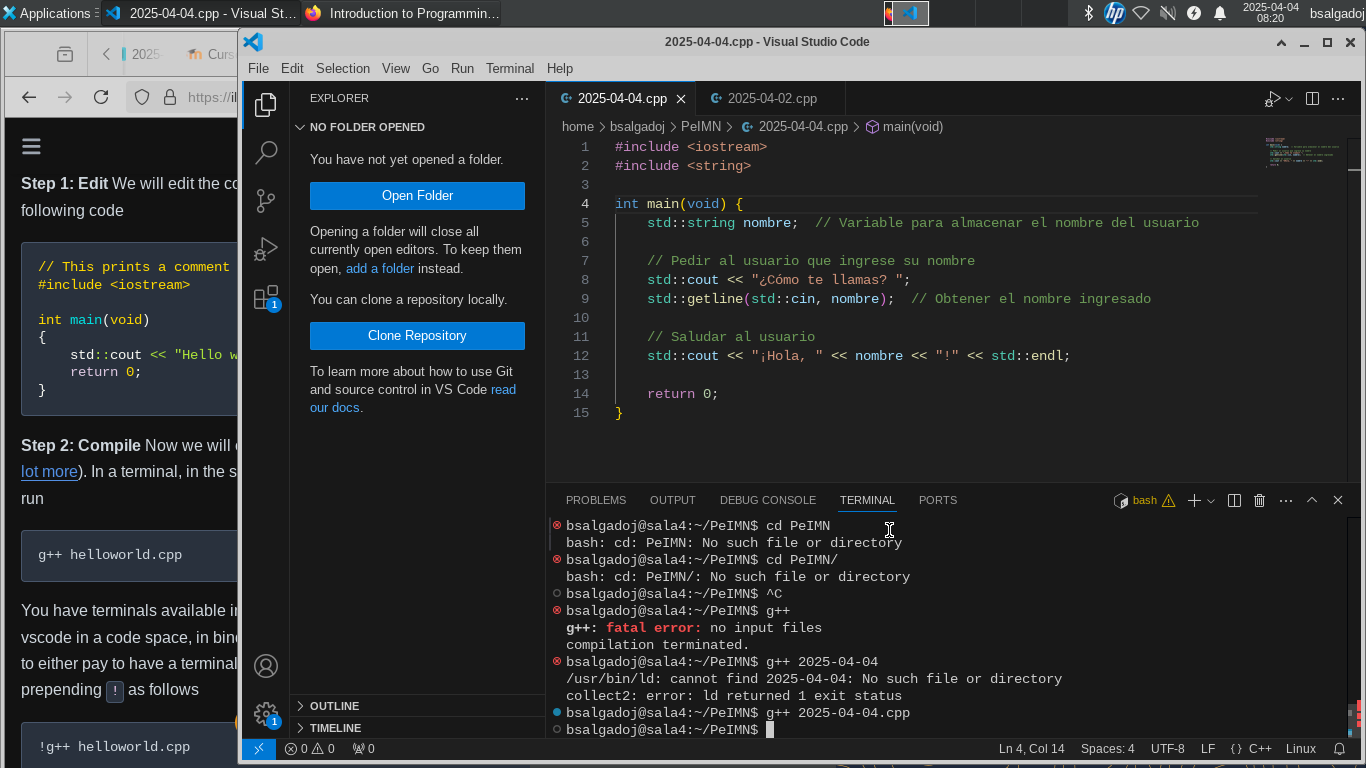 Applications
2025-04-04.cpp - Visual St...
Introduction to Programmin...
2025-04-04
08:20
bsalgadoj
2025-
Curs
https://il
Step 1: Edit We will edit the co
following code
// This prints a comment
#include <iostream>
int main(void)
{
std::cout << "Hello w
return 0;
}
Step 2: Compile Now we will
lot more). In a terminal, in the s
run
g++ helloworld.cpp
You have terminals available in
vscode in a code space, in bin
to either pay to have a terminal
prepending ! as follows
!g++ helloworld.cpp
2025-04-04.cpp - Visual Studio Code
File Edit Selection View Go Run Terminal Help
EXPLORER
NO FOLDER OPENED
You have not yet opened a folder.
Open Folder
Opening a folder will close all
currently open editors. To keep them
open, add a folder instead.
You can clone a repository locally.
Clone Repository
To learn more about how to use Git
and source control in VS Code read
our docs.
OUTLINE
TIMELINE
1
1
2025-04-04.cpp
2025-04-02.cpp
home > bsalgadoj > PeIMN > 2025-04-04.cpp > main(void)
1 #include <iostream>
2 #include <string>
3
4 int main(void) {
5 std::string nombre; // Variable para almacenar el nombre del usuario
6
7 // Pedir al usuario que ingrese su nombre
8 std::cout << "¿Cómo te llamas? ";
9 std::getline(std::cin, nombre); // Obtener el nombre ingresado
10
11 // Saludar al usuario
12 std::cout << "¡Hola, " << nombre << "!" << std::endl;
13
14 return 0;
15 }
PROBLEMS OUTPUT DEBUG CONSOLE TERMINAL PORTS
bash
bsalgadoj@sala4:~/PeIMN$ cd PeIMN
bash: cd: PeIMN: No such file or directory
bsalgadoj@sala4:~/PeIMN$ cd PeIMN/
bash: cd: PeIMN/: No such file or directory
bsalgadoj@sala4:~/PeIMN$ ^C
bsalgadoj@sala4:~/PeIMN$ g++
g++: fatal error: no input files
compilation terminated.
bsalgadoj@sala4:~/PeIMN$ g++ 2025-04-04
/usr/bin/ld: cannot find 2025-04-04: No such file or directory
collect2: error: ld returned 1 exit status
bsalgadoj@sala4:~/PeIMN$ g++ 2025-04-04.cpp
bsalgadoj@sala4:~/PeIMN$
0 0 0
Ln 4, Col 14 Spaces: 4 UTF-8 LF {} C++ Linux